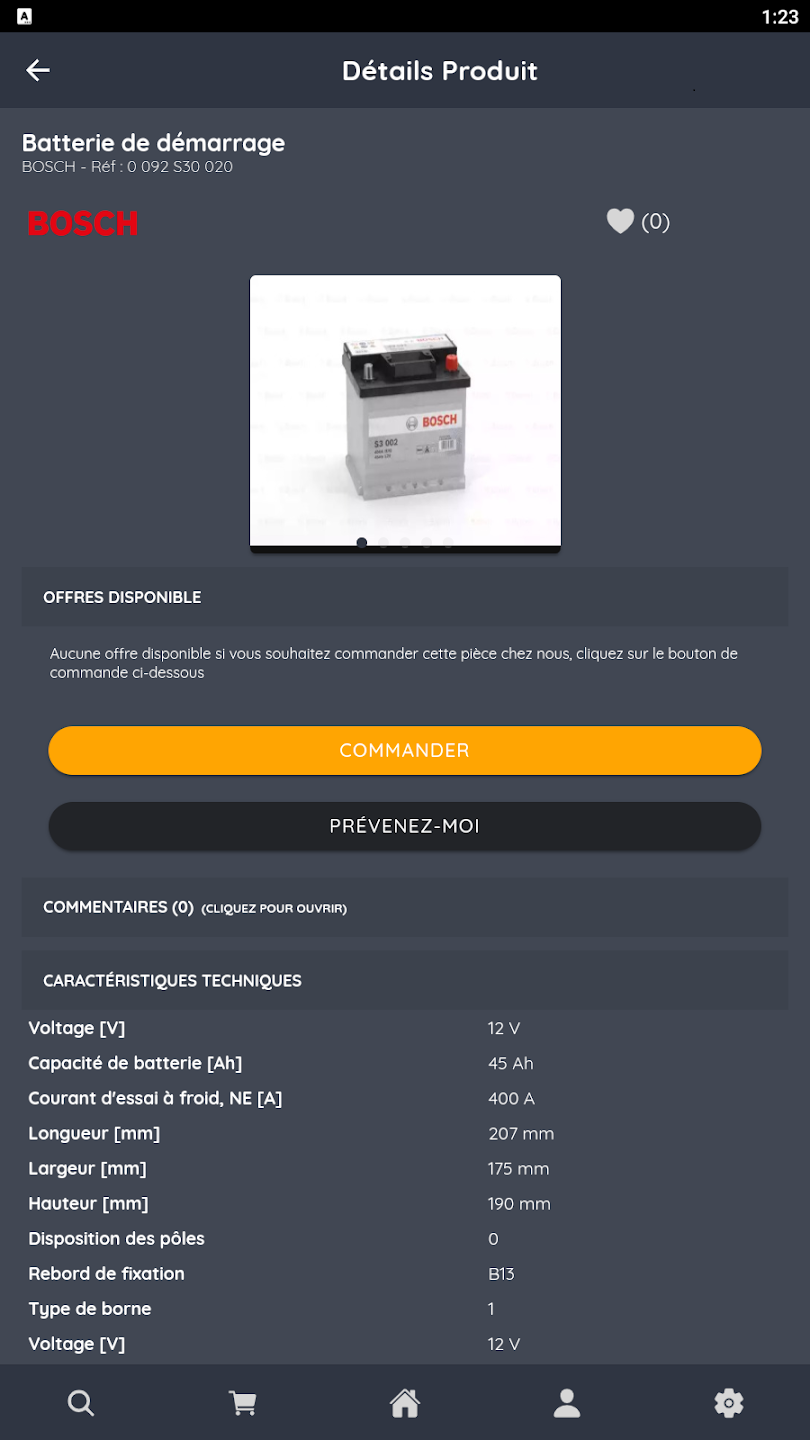 A
1:23
Détails Produit
Batterie de démarrage
BOSCH - Réf : 0 092 S30 020
BOSCH
(0)
BOSCH
S3 002
OFFRES DISPONIBLE
Aucune offre disponible si vous souhaitez commander cette pièce chez nous, cliquez sur le bouton de
commande ci-dessous
COMMANDER
PRÉVENEZ-MOI
COMMENTAIRES (0) (CLIQUEZ POUR OUVRIR)
CARACTÉRISTIQUES TECHNIQUES
Voltage [V] 12 V
Capacité de batterie [Ah] 45 Ah
Courant d'essai à froid, NE [A] 400 A
Longueur [mm] 207 mm
Largeur [mm] 175 mm
Hauteur [mm] 190 mm
Disposition des pôles 0
Rebord de fixation B13
Type de borne 1
Voltage [V] 12 V